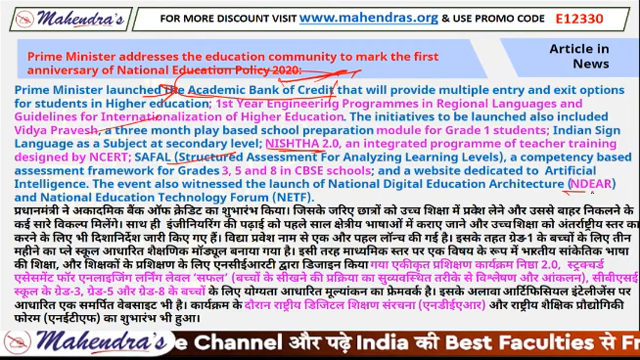 Mahendra's
FOR MORE DISCOUNT VISIT www.mahendras.org & USE PROMO CODE E12330
Prime Minister addresses the education community to mark the first
anniversary of National Education Policy 2020:
Article in
News
Prime Minister launched the Academic Bank of Credit that will provide multiple entry and exit options
for students in Higher education; 1st Year Engineering Programmes in Regional Languages and
Guidelines for Internationalization of Higher Education. The initiatives to be launched also included
Vidya Pravesh, a three month play based school preparation module for Grade 1 students; Indian Sign
Language as a Subject at secondary level; NISHTHA 2.0, an integrated programme of teacher training
designed by NCERT; SAFAL (Structured Assessment For Analyzing Learning Levels), a competency based
assessment framework for Grades 3, 5 and 8 in CBSE schools; and a website dedicated to Artificial
Intelligence. The event also witnessed the launch of National Digital Education Architecture (NDEAR)
and National Education Technology Forum (NETF).
प्रधानमंत्री ने अकादमिक बैंक ऑफ क्रेडिट का शुभारंभ किया। जिसके जरिए छात्रों को उच्च शिक्षा में प्रवेश लेने और उससे बाहर निकलने के
कई सारे विकल्प मिलेंगे। साथ ही इंजीनियरिंग की पढ़ाई को पहले साल क्षेत्रीय भाषाओं में कराए जाने और उच्च शिक्षा को अंतर्राष्ट्रीय स्तर का
करने के लिए भी दिशानिर्देश जारी किए गए हैं। विद्या प्रवेश नाम से एक और पहल लॉन्च की गई है। इसके तहत ग्रेड-1 बच्चों के लिए तीन
महीने का प्ले स्कूल आधारित शैक्षणिक मॉड्यूल बनाया गया है। इसी तरह माध्यमिक स्तर पर एक विषय के रूप में भारतीय सांकेतिक भाषा
की शिक्षा, और शिक्षकों के प्रशिक्षण के लिए एनसीईआरटी द्वारा डिजाइन किया गया एकीकृत प्रशिक्षण कार्यक्रम निष्ठा 2.0, स्ट्रक्चर्ड
एसेसमेंट फॉर एनलाइजिंग लर्निंग लेवल 'सफल' (बच्चों के सीखने की प्रक्रिया का सुव्यवस्थित तरीके से विश्लेषण और आंकलन), सीबीएसई
स्कूल के ग्रेड-3, ग्रेड-5 और ग्रेड-8 के बच्चों के लिए योग्यता आधारित मूल्यांकन का फ्रेमवर्क है। इसके अलावा आर्टिफिसियल इंटेलीजेंस पर
आधारित एक समर्पित वेबसाइट भी है। कार्यक्रम के दौरान राष्ट्रीय डिजिटल शिक्षण संरचना (एनडीईआर) और राष्ट्रीय शैक्षिक प्रौद्योगिकी
फोरम (एनईटीएफ) का शुभारंभ भी हुआ।
Mahendra's e Channel और पढ़े India की Best Faculties से Fr